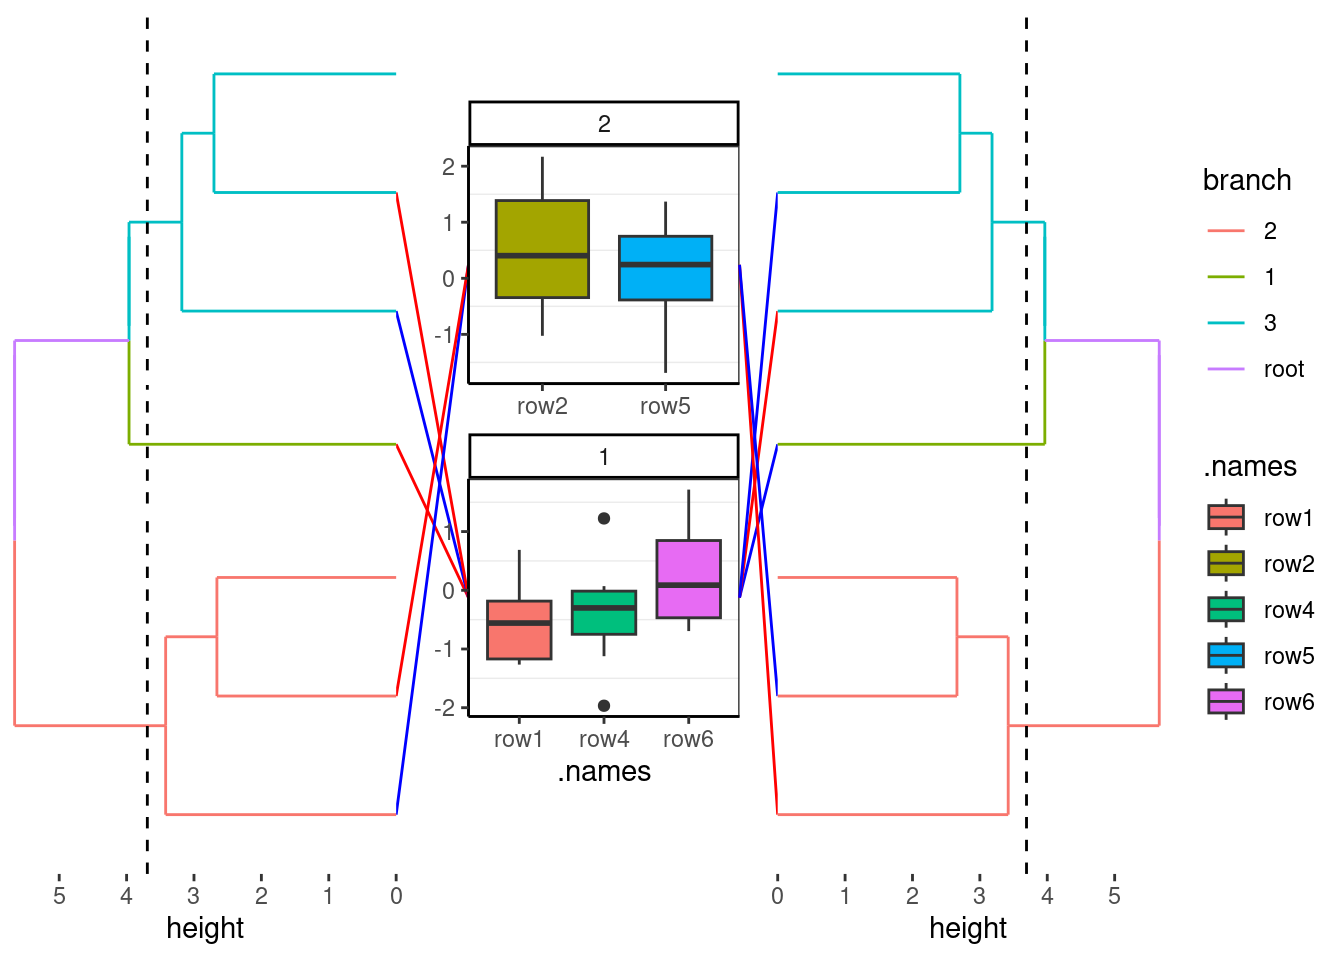 2
2
1
0
-1
row2 row5
1
1
0
-1
-2
row1 row4 row6
.names
5 4 3 2 1 0
height
0 1 2 3 4 5
height
branch
2
1
3
root
.names
row1
row2
row4
row5
row6